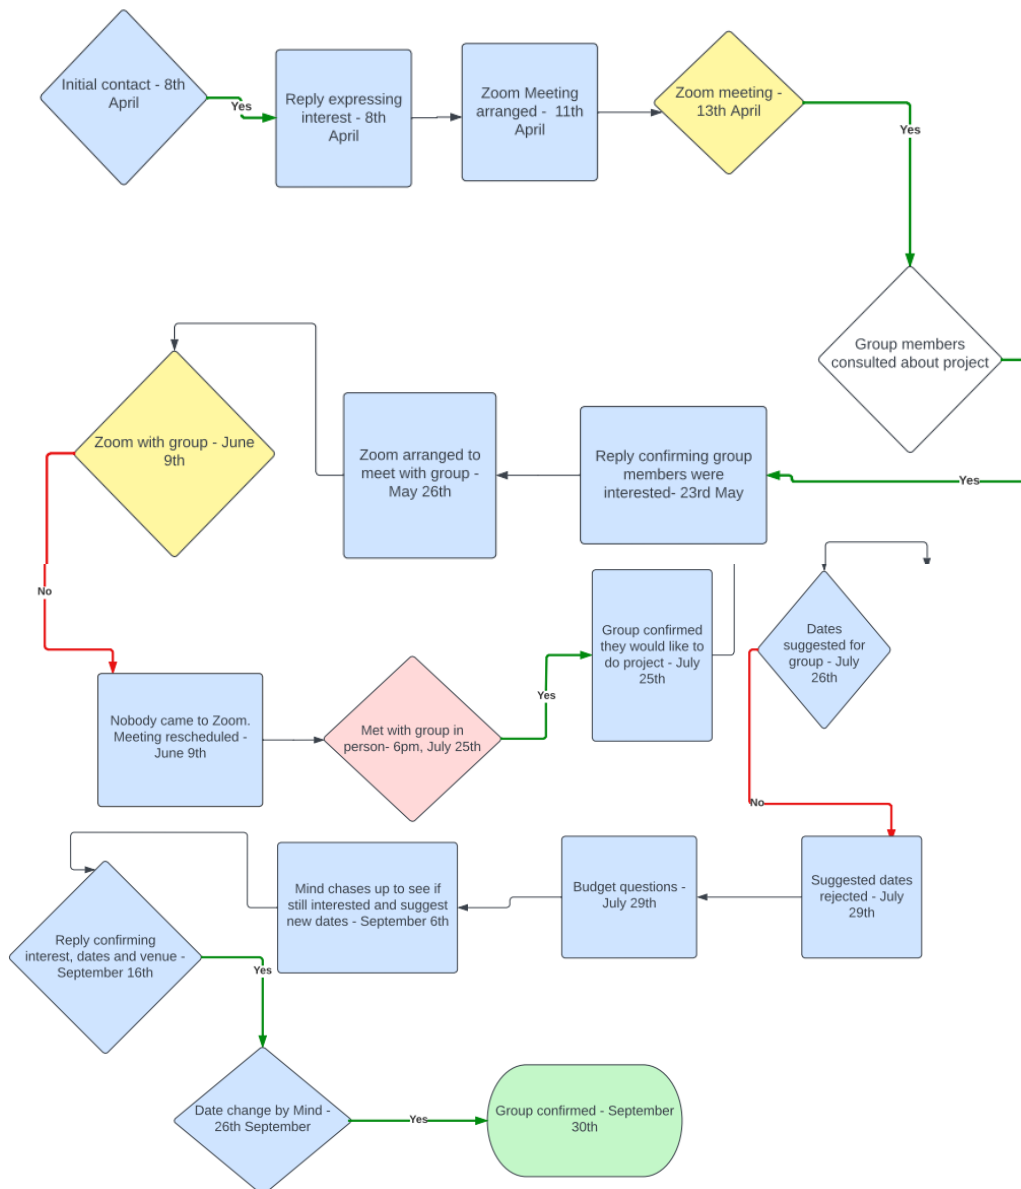 Initial contact - 8th
April
Yes
Reply expressing
interest - 8th
April
Zoom Meeting
arranged -  11th
April
Zoom meeting -
13th April
Yes
Group members
consulted about project
Yes
Reply confirming group
members were
interested- 23rd May
Zoom arranged to
meet with group -
May 26th
Zoom with group - June
9th
No
Nobody came to Zoom.
Meeting rescheduled -
June 9th
Met with group in
person- 6pm, July 25th
Yes
Group confirmed
they would like to
do project - July
25th
Dates
suggested for
group - July
26th
No
Suggested dates
rejected - July
29th
Budget questions -
July 29th
Mind chases up to see if
still interested and suggest
new dates - September 6th
Reply confirming
interest, dates and venue -
September 16th
Yes
Date change by Mind -
26th September
Yes
Group confirmed - September
30th